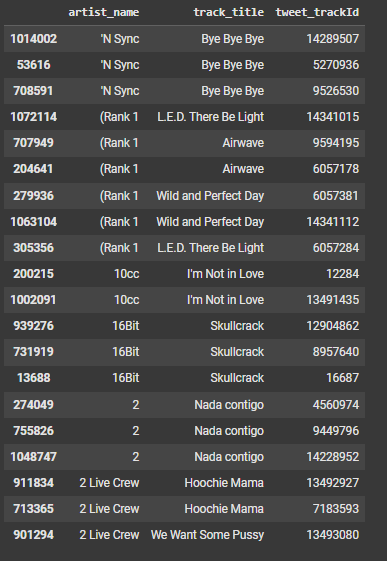 artist_name track_title tweet_trackId
1014002 'N Sync Bye Bye Bye 14289507
53616 'N Sync Bye Bye Bye 5270936
708591 'N Sync Bye Bye Bye 9526530
1072114 (Rank 1 L.E.D. There Be Light 14341015
707949 (Rank 1 Airwave 9594195
204641 (Rank 1 Airwave 6057178
279936 (Rank 1 Wild and Perfect Day 6057381
1063104 (Rank 1 Wild and Perfect Day 14341112
305356 (Rank 1 L.E.D. There Be Light 6057284
200215 10cc I'm Not in Love 12284
1002091 10cc I'm Not in Love 13491435
939276 16Bit Skullcrack 12904862
731919 16Bit Skullcrack 8957640
13688 16Bit Skullcrack 16687
274049 2 Nada contigo 4560974
755826 2 Nada contigo 9449796
1048747 2 Nada contigo 14228952
911834 2 Live Crew Hoochie Mama 13492927
713365 2 Live Crew Hoochie Mama 7183593
901294 2 Live Crew We Want Some Pussy 13493080